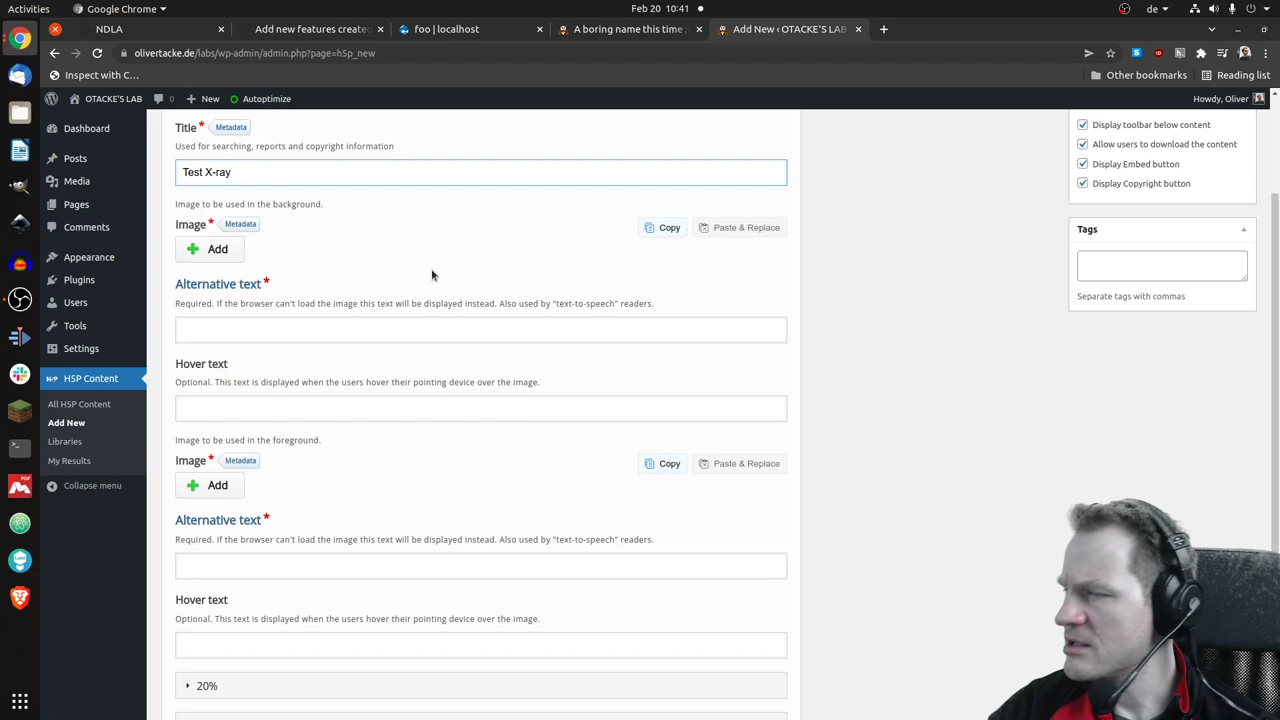 Activities
Google Chrome
Feb 20 10:41
de
NDLA
Add new features created
foo | localhost
A boring name this time
Add New ‹ OTACKE'S LAB
olivertacke.de/labs/wp-admin/admin.php?page=h5p_new
Inspect with C...
Other bookmarks
Reading list
OTACKE'S LAB
0
New
Autoptimize
Howdy, Oliver
Dashboard
Posts
Media
Pages
Comments
Appearance
Plugins
Users
Tools
Settings
H5P Content
All H5P Content
Add New
Libraries
My Results
Collapse menu
Title *
Metadata
Used for searching, reports and copyright information
Test X-ray
Image to be used in the background.
Image *
Metadata
Copy
Paste & Replace
Add
Alternative text *
Required. If the browser can't load the image this text will be displayed instead. Also used by "text-to-speech" readers.
Hover text
Optional. This text is displayed when the users hover their pointing device over the image.
Image to be used in the foreground.
Image *
Metadata
Copy
Paste & Replace
Add
Alternative text *
Required. If the browser can't load the image this text will be displayed instead. Also used by "text-to-speech" readers.
Hover text
Optional. This text is displayed when the users hover their pointing device over the image.
20%
Display toolbar below content
Allow users to download the content
Display Embed button
Display Copyright button
Tags
Separate tags with commas